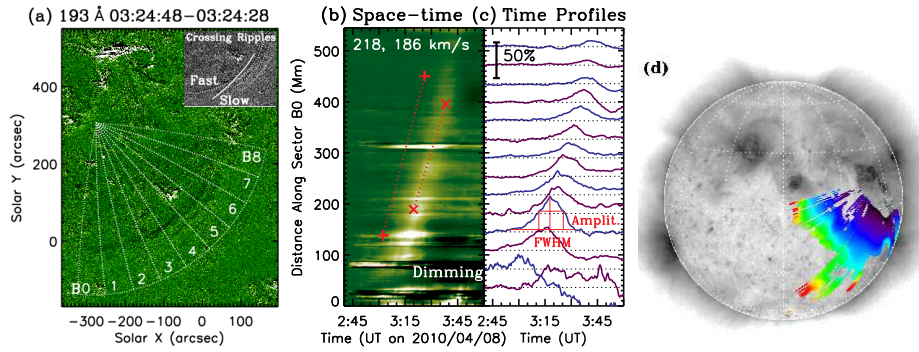 (a) 193 Å 03:24:48−03:24:28
Crossing Ripples
Fast
Slow
B8
7
6
5
4
3
2
1
B0
400
300
200
100
0
−300 −200 −100 0 100
Solar Y (arcsec)
Solar X (arcsec)
(b) Space-time
218, 186 km/s
Dimming
500
400
300
200
100
0
Distance Along Sector B0 (Mm)
2:45 3:15 3:45
Time (UT on 2010/04/08)
(c) Time Profiles
50%
Amplit.
FWHM
2:45 3:15 3:45
Time (UT)
(d)